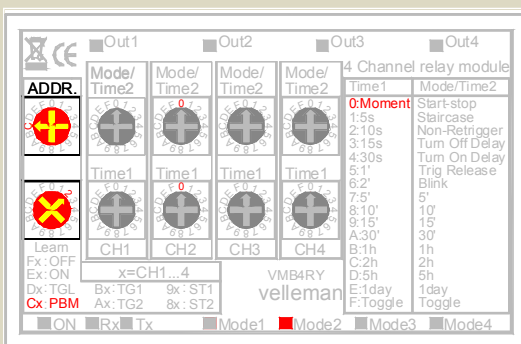 Out1 Out2 Out3 Out4
CE
4 Channel relay module
ADDR.
Mode/ Time2
Mode/ Time2
Mode/ Time2
Mode/ Time2
0
Time1 Mode/Time2
0:Moment Start-stop
1:5s Staircase
2:10s Non-Retrigger
3:15s Turn Off Delay
4:30s Turn On Delay
5:1' Trig Release
6:2' Blink
7:5' 5'
8:10' 10'
9:15' 15'
A:30' 30'
B:1h 1h
C:2h 2h
D:5h 5h
E:1day 1day
F:Toggle Toggle
Time1 Time1 Time1 Time1
0
Learn
CH1 CH2 CH3 CH4
Fx:OFF
Ex:ON
x=CH1...4
VMB4RY
Dx:TGL Bx:TG1 9x:ST1
velleman
Cx:PBM Ax:TG2 8x:ST2
ON Rx Tx Mode1 Mode2 Mode3 Mode4